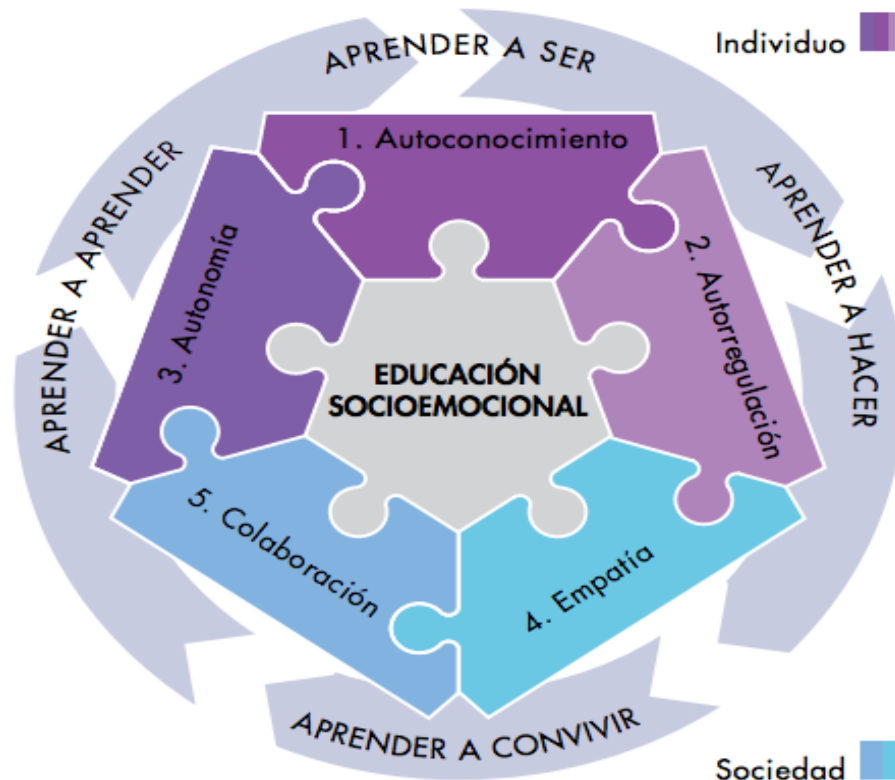 Individuo
APRENDER A SER
APRENDER A HACER
APRENDER A CONVIVIR
APRENDER A APRENDER
1. Autoconocimiento
2. Autorregulación
3. Autonomía
4. Empatía
5. Colaboración
EDUCACIÓN
SOCIOEMOCIONAL
Sociedad